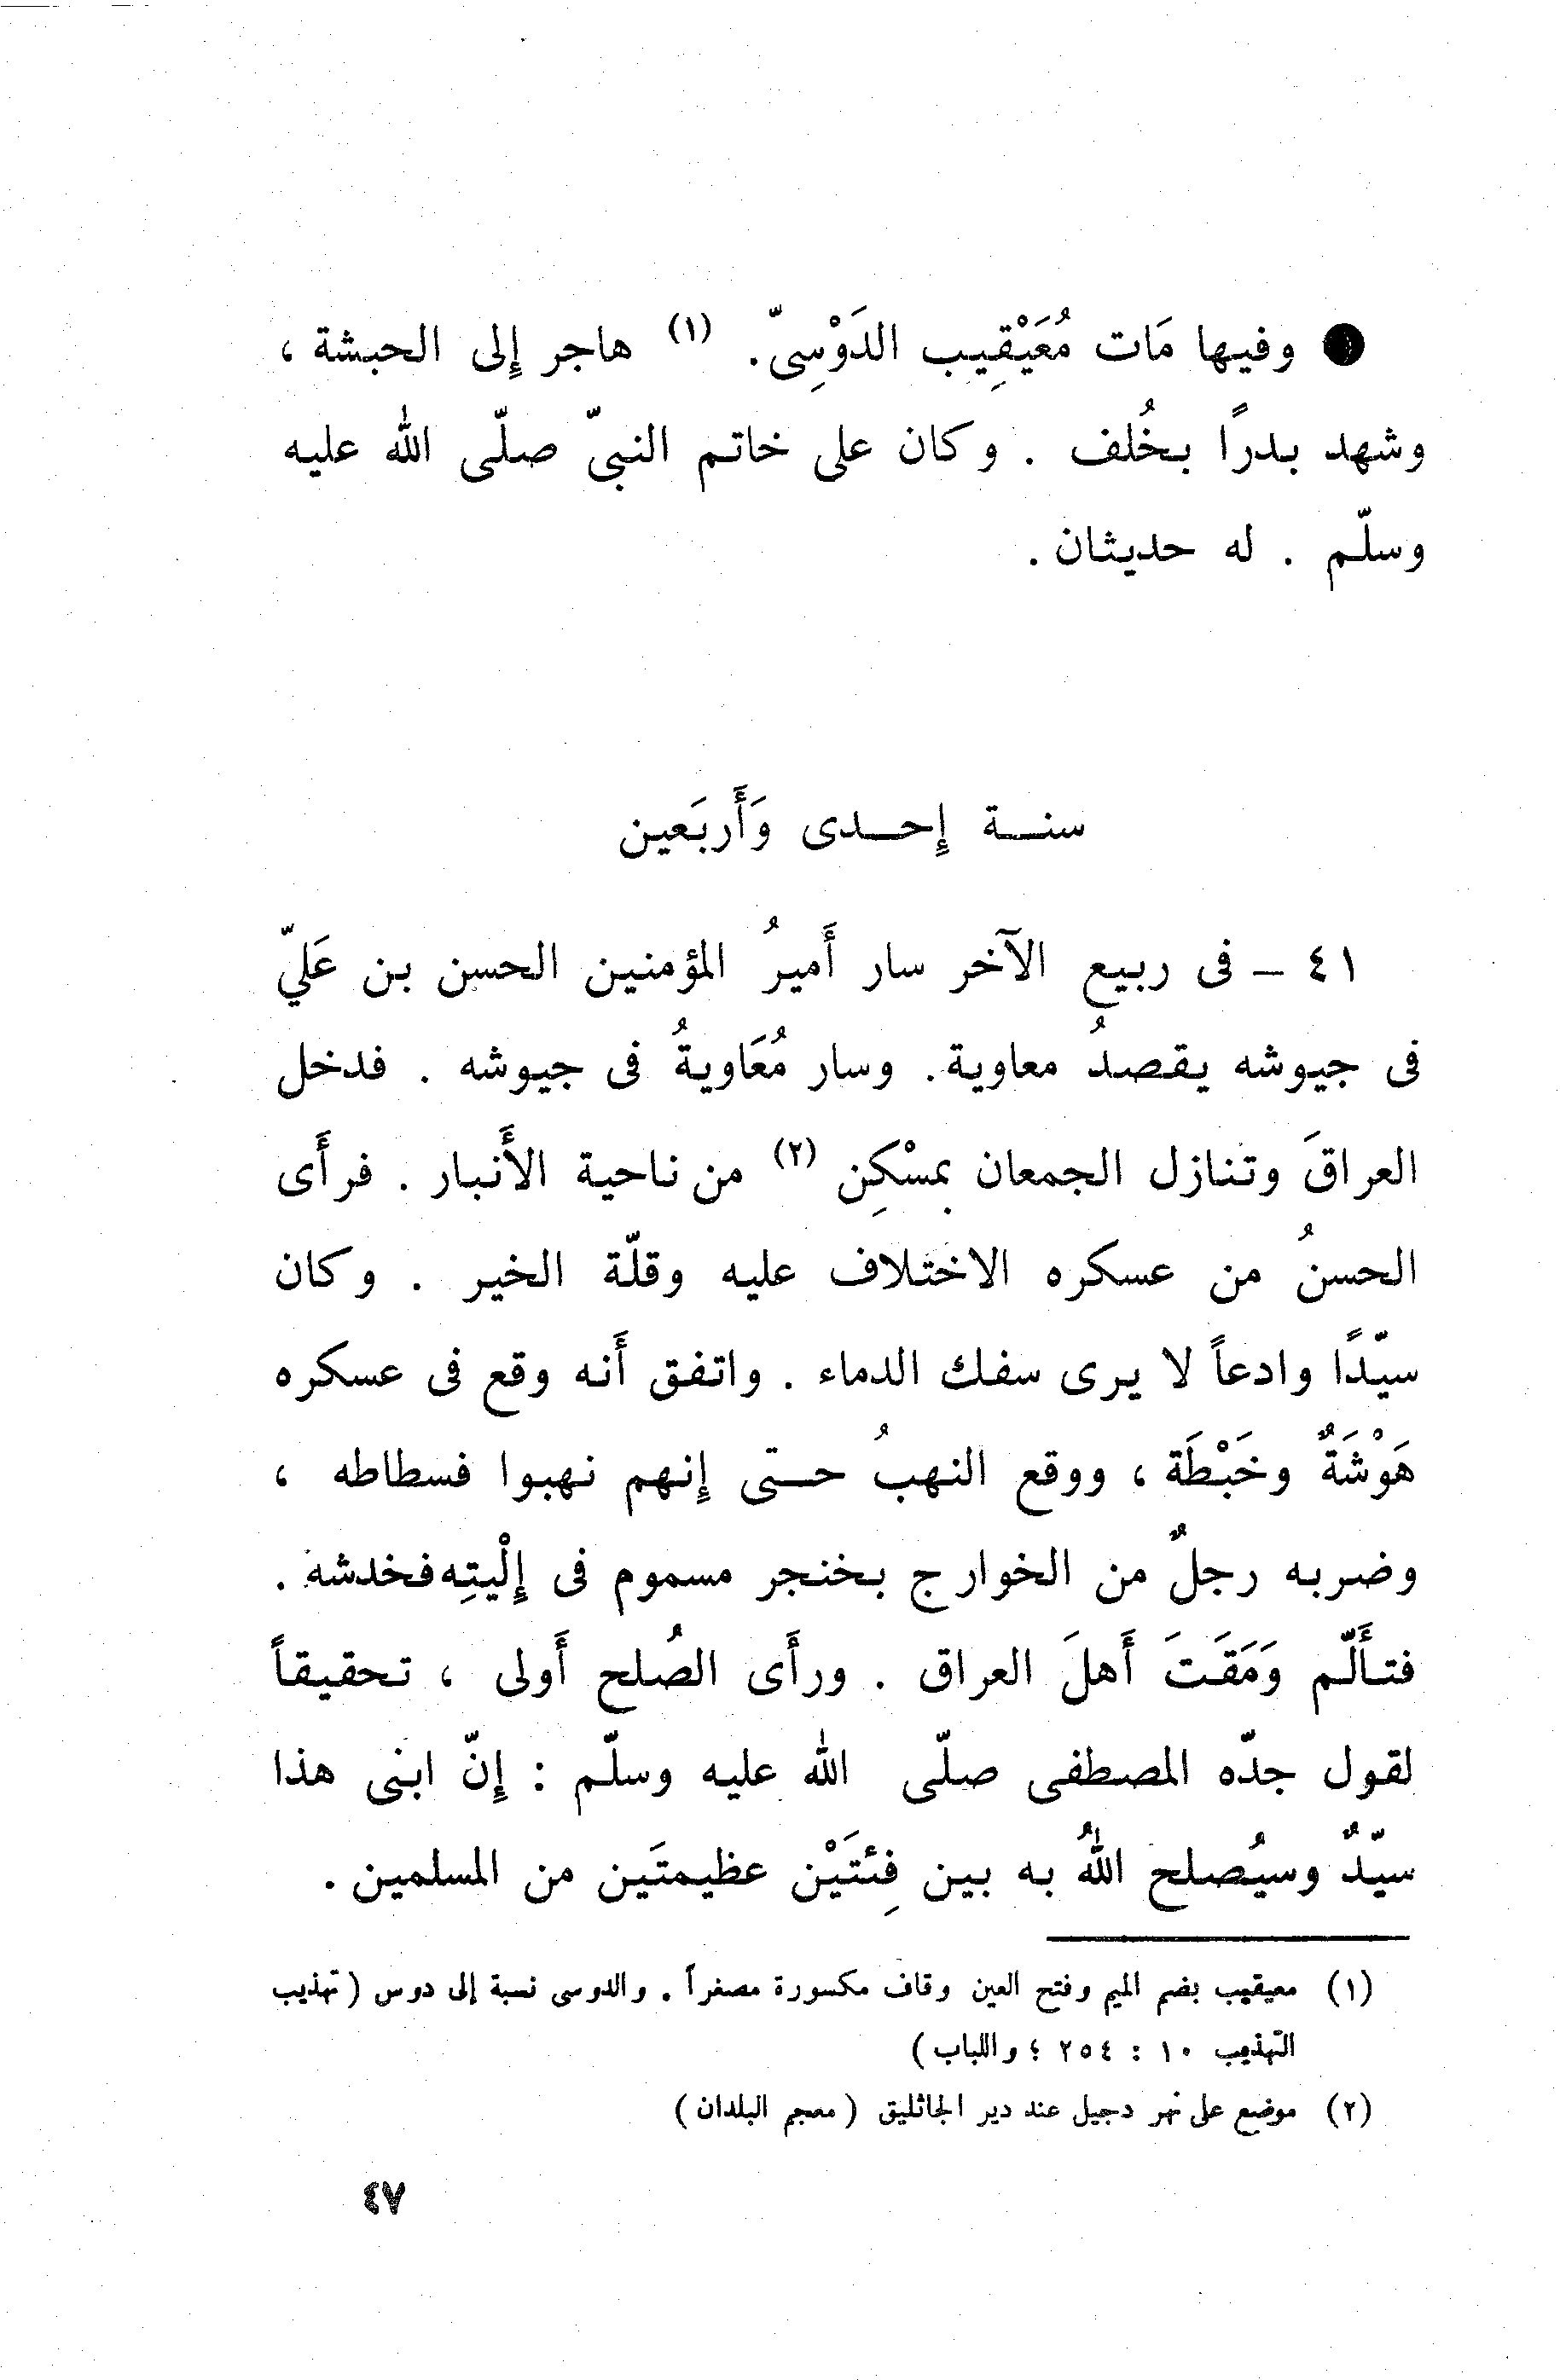 ● وفيها مَات مُعَيْقِيب الدَوْسِىّ. (١) هاجر إِلى الحبشة ،
وشهد بدرًا بخُلف . وكان على خاتم النبىّ صلّى الله عليه
وسلّم . له حديثان .
سنة إِحدى وَأَربَعين
٤١ – فى ربيع الآخر سار أَميرُ المؤمنين الحسن بن عَليّ
فى جيوشه يقصدُ معاوية . وسار مُعَاويةُ فى جيوشه . فدخل
العراقَ وتنازل الجمعان بمسْكِن (٢) من ناحية الأَنبار . فرأَى
الحسنُ من عسكره الاختلاف عليه وقلّة الخير . وكان
سيّدًا وادعاً لا يرى سفك الدماء . واتفق أَنه وقع فى عسكره
هَوْشَةٌ وخَبْطَة ، ووقع النهبُ حتى إِنهم نهبوا فسطاطه ،
وضربه رجلٌ من الخوارج بخنجر مسموم فى إِلْيتِه فخدشه .
فتأَلّم وَمَقَتَ أَهلَ العراق . ورأَى الصُلح أَولى ، تحقيقاً
لقول جدّه المصطفى صلّى الله عليه وسلّم : إِنّ ابنى هذا
سيّدٌ وسيُصلح اللهُ به بين فِئتَيْن عظيمتَين من المسلمين .
(١) معيقيب بضم الميم وفتح العين وقاف مكسورة مصغراً . والدوسى نسبة إلى دوس ( تهذيب
التهذيب ١٠ : ٢٥٤ ؛ واللباب )
(٢) موضع على نهر دجيل عند دير الجاثليق ( معجم البلدان )
٤٧